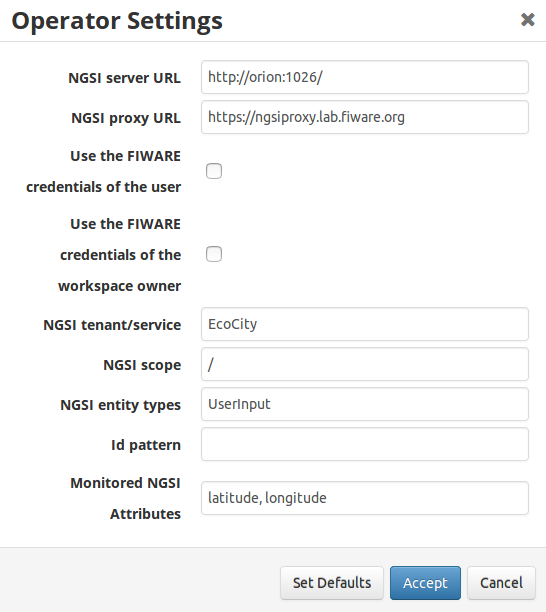 Operator Settings ✖
NGSI server URL http://orion:1026/
NGSI proxy URL https://ngsiproxy.lab.fiware.org
Use the FIWARE
credentials of the user
Use the FIWARE
credentials of the
workspace owner
NGSI tenant/service EcoCity
NGSI scope /
NGSI entity types UserInput
Id pattern
Monitored NGSI
Attributes
latitude, longitude
Set Defaults Accept Cancel